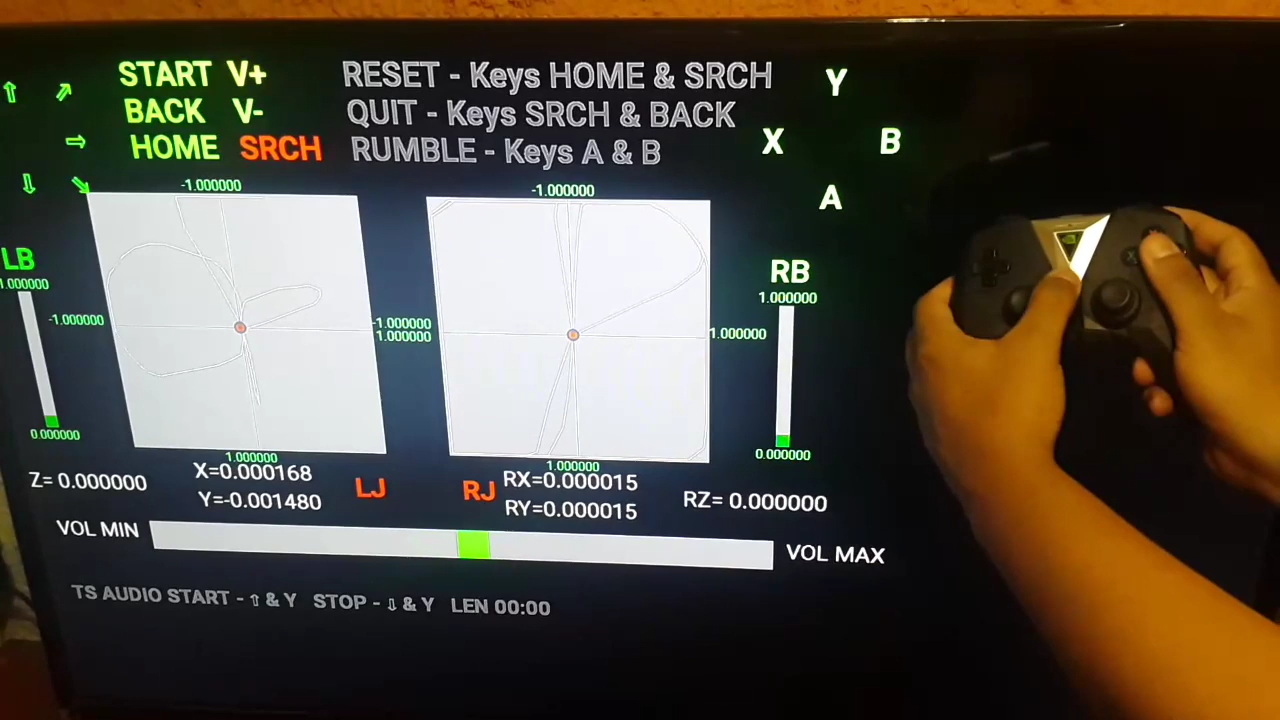 START V+ RESET - Keys HOME & SRCH Y
BACK V- QUIT - Keys SRCH & BACK
X B
HOME SRCH RUMBLE - Keys A & B
A
-1.000000 -1.000000
LB RB
1.000000 1.000000
-1.000000 -1.000000 1.000000
1.000000
0.000000 0.000000
1.000000 1.000000
Z= 0.000000 X=0.000168 LJ RJ RX=0.000015 RZ= 0.000000
Y=-0.001480 RY=0.000015
VOL MIN VOL MAX
TS AUDIO START - ⇧ & Y STOP - ⇩ & Y LEN 00:00